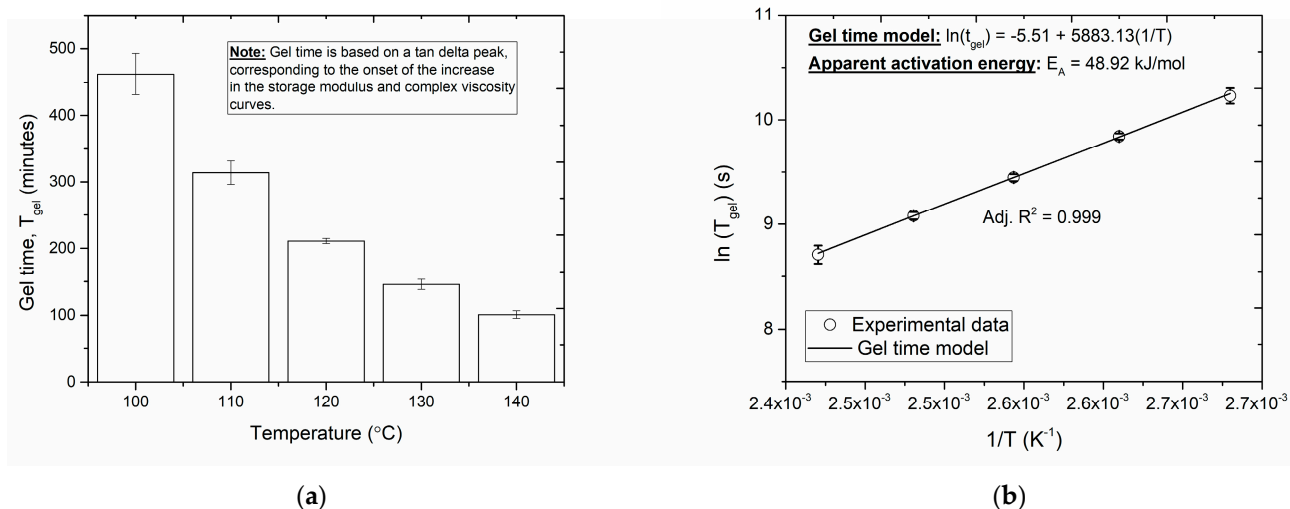 500
400
300
200
100
0
Gel time, T_gel (minutes)
Note: Gel time is based on a tan delta peak,
corresponding to the onset of the increase
in the storage modulus and complex viscosity
curves.
100 110 120 130 140
Temperature (°C)
(a)
11
10
9
8
ln (T_gel) (s)
Gel time model: ln(t_gel) = -5.51 + 5883.13(1/T)
Apparent activation energy: E_A = 48.92 kJ/mol
Adj. R² = 0.999
Experimental data
Gel time model
2.4x10⁻³ 2.5x10⁻³ 2.5x10⁻³ 2.6x10⁻³ 2.6x10⁻³ 2.7x10⁻³ 2.7x10⁻³
1/T (K⁻¹)
(b)